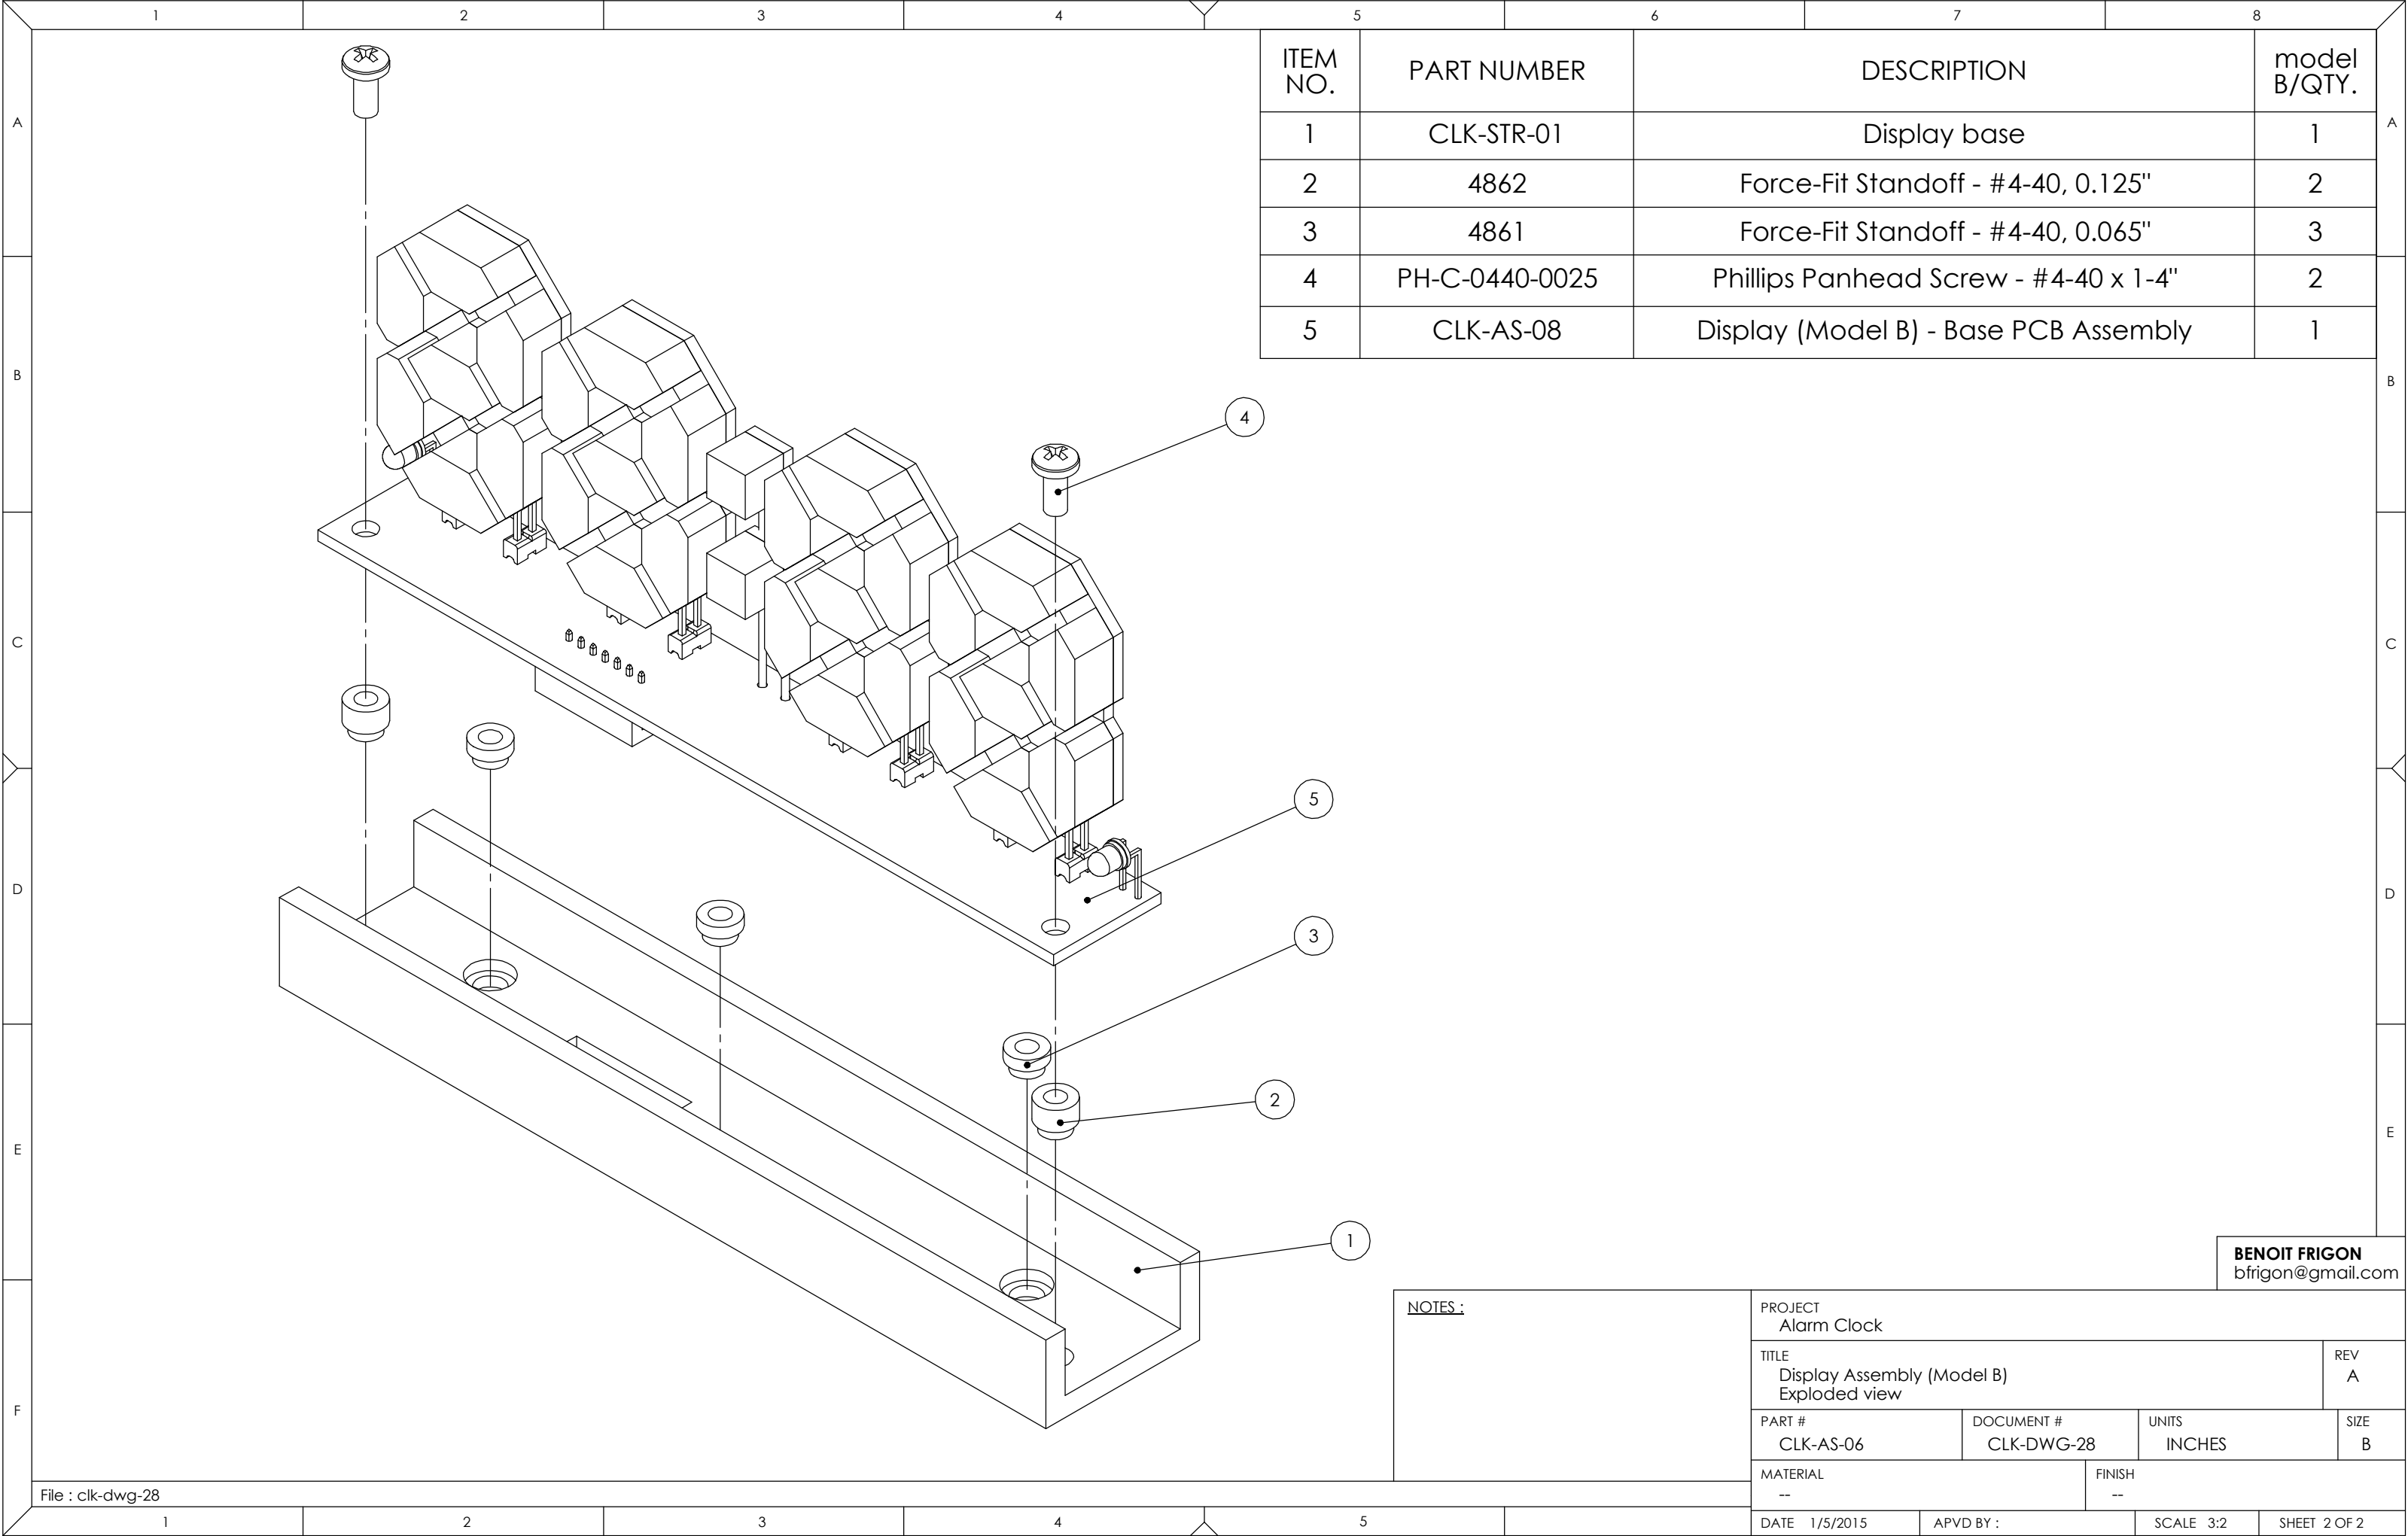 1 2 3 4 5 6 7 8
A
B
C
D
E
F
A
B
C
D
E
ITEM NO. PART NUMBER DESCRIPTION model B/QTY.
1 CLK-STR-01 Display base 1
2 4862 Force-Fit Standoff - #4-40, 0.125" 2
3 4861 Force-Fit Standoff - #4-40, 0.065" 3
4 PH-C-0440-0025 Phillips Panhead Screw - #4-40 x 1-4" 2
5 CLK-AS-08 Display (Model B) - Base PCB Assembly 1
4
5
3
2
1
BENOIT FRIGON
bfrigon@gmail.com
NOTES :
PROJECT
Alarm Clock
TITLE
Display Assembly (Model B)
Exploded view
REV
A
PART #
CLK-AS-06
DOCUMENT #
CLK-DWG-28
UNITS
INCHES
SIZE
B
MATERIAL
--
FINISH
--
DATE 1/5/2015 APVD BY : SCALE 3:2 SHEET 2 OF 2
File : clk-dwg-28
1 2 3 4 5